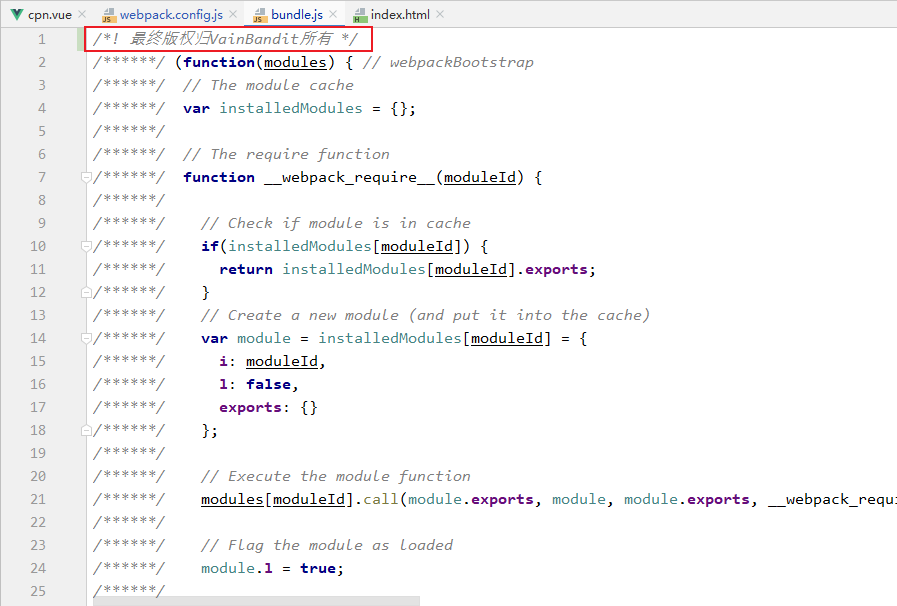 cpn.vue webpack.config.js bundle.js index.html
1 /*! 最终版权归VainBandit所有 */
2 /******/ (function(modules) { // webpackBootstrap
3 /******/ // The module cache
4 /******/ var installedModules = {};
5 /******/
6 /******/ // The require function
7 /******/ function __webpack_require__(moduleId) {
8 /******/
9 /******/ // Check if module is in cache
10 /******/ if(installedModules[moduleId]) {
11 /******/ return installedModules[moduleId].exports;
12 /******/ }
13 /******/ // Create a new module (and put it into the cache)
14 /******/ var module = installedModules[moduleId] = {
15 /******/ i: moduleId,
16 /******/ l: false,
17 /******/ exports: {}
18 /******/ };
19 /******/
20 /******/ // Execute the module function
21 /******/ modules[moduleId].call(module.exports, module, module.exports, __webpack_requi
22 /******/
23 /******/ // Flag the module as loaded
24 /******/ module.l = true;
25 /******/